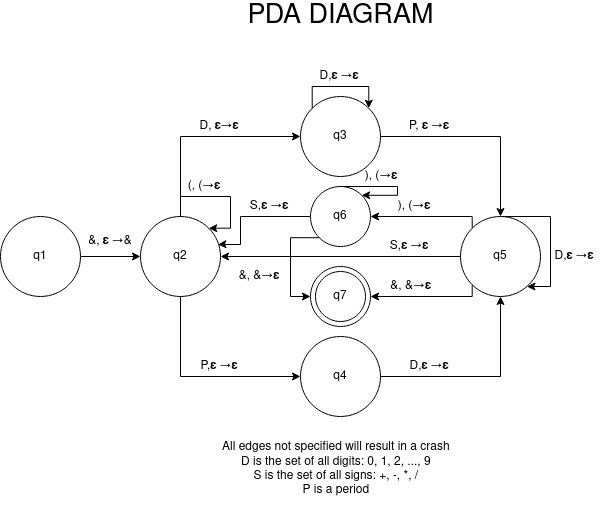 PDA DIAGRAM
D,ε →ε
D, ε→ε
q3
P, ε →ε
(, (→ε
), (→ε
S,ε→ε
q6
), (→ε
&, ε →&
q1
q2
S,ε →ε
q5
D,ε →ε
&, &→ε
q7
&, &→ε
P,ε →ε
q4
D,ε →ε
All edges not specified will result in a crash
D is the set of all digits: 0, 1, 2, ..., 9
S is the set of all signs: +, -, *, /
P is a period